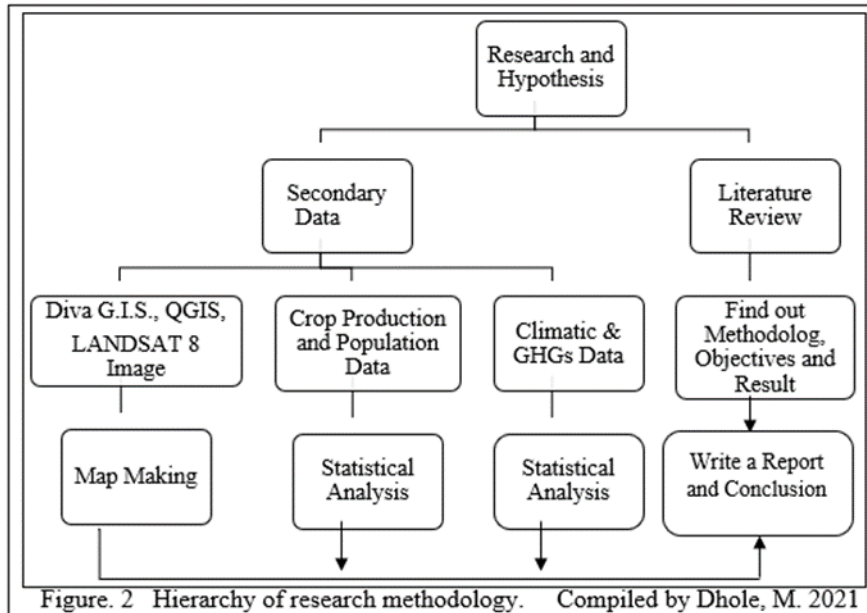 Research and
Hypothesis
Secondary
Data
Literature
Review
Diva G.I.S., QGIS,
LANDSAT 8
Image
Crop Production
and Population
Data
Climatic &
GHGs Data
Find out
Methodolog,
Objectives and
Result
Map Making
Statistical
Analysis
Statistical
Analysis
Write a Report
and Conclusion
Figure. 2 Hierarchy of research methodology. Compiled by Dhole, M. 2021